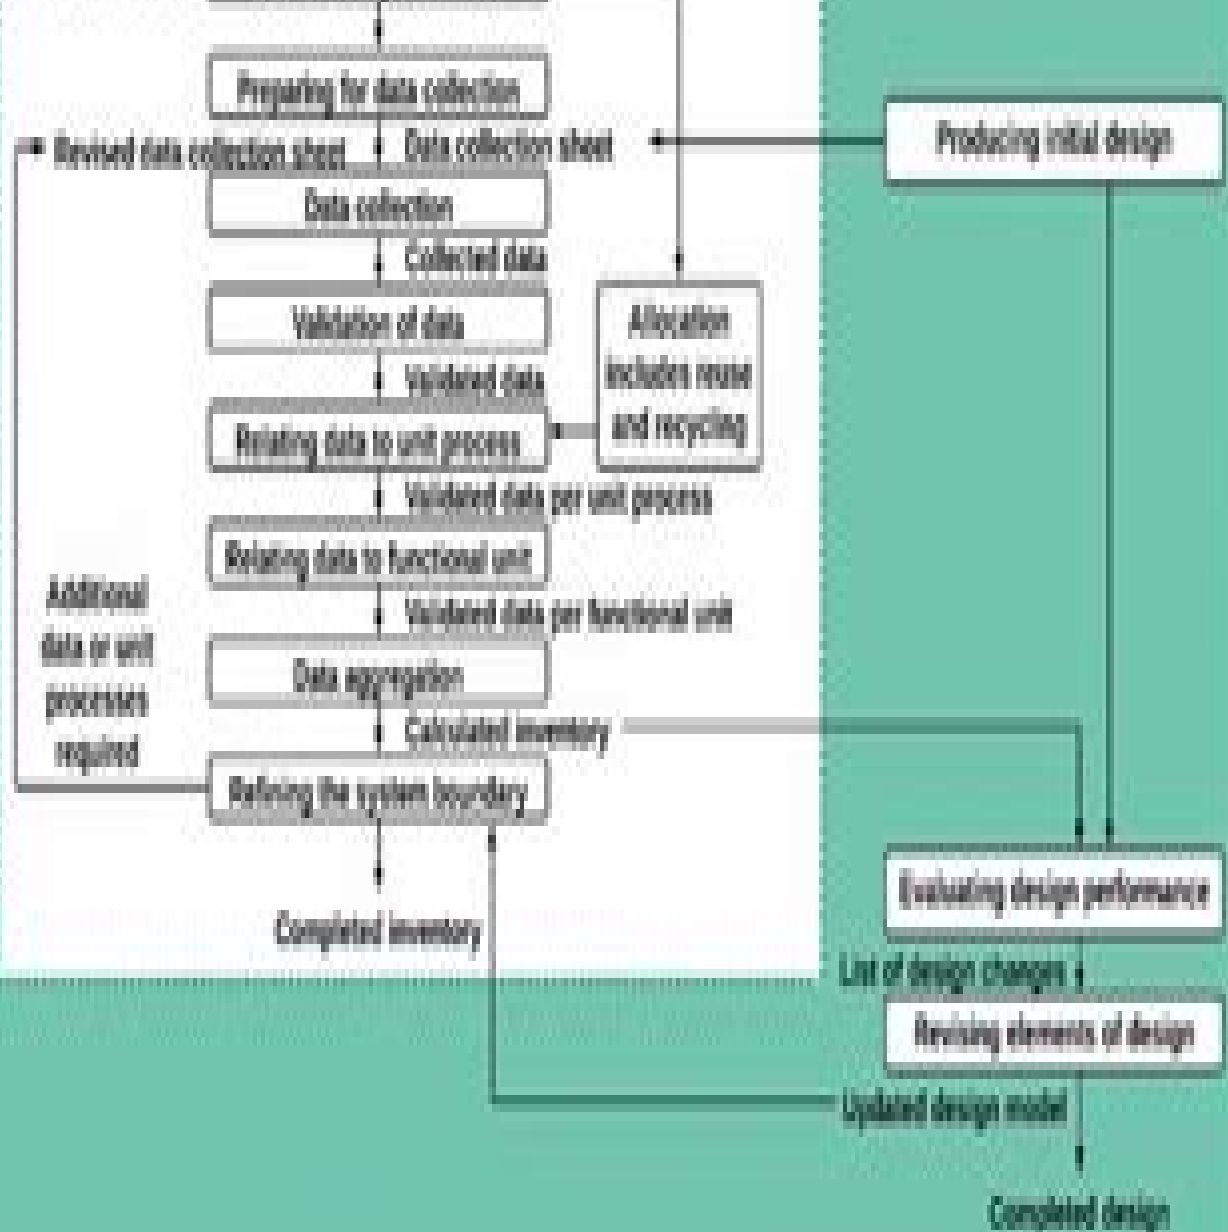 Preparing for data collection
Revised data collection sheet
Data collection sheet
Producing initial design
Data collection
Collected data
Validation of data
Allocation
includes reuse
and recycling
Validated data
Relating data to unit process
Validated data per unit process
Relating data to functional unit
Additional
data or unit
processes
required
Validated data per functional unit
Data aggregation
Calculated inventory
Refining the system boundary
Evaluating design performance
Completed inventory
List of design changes
Revising elements of design
Updated design model
Completed design